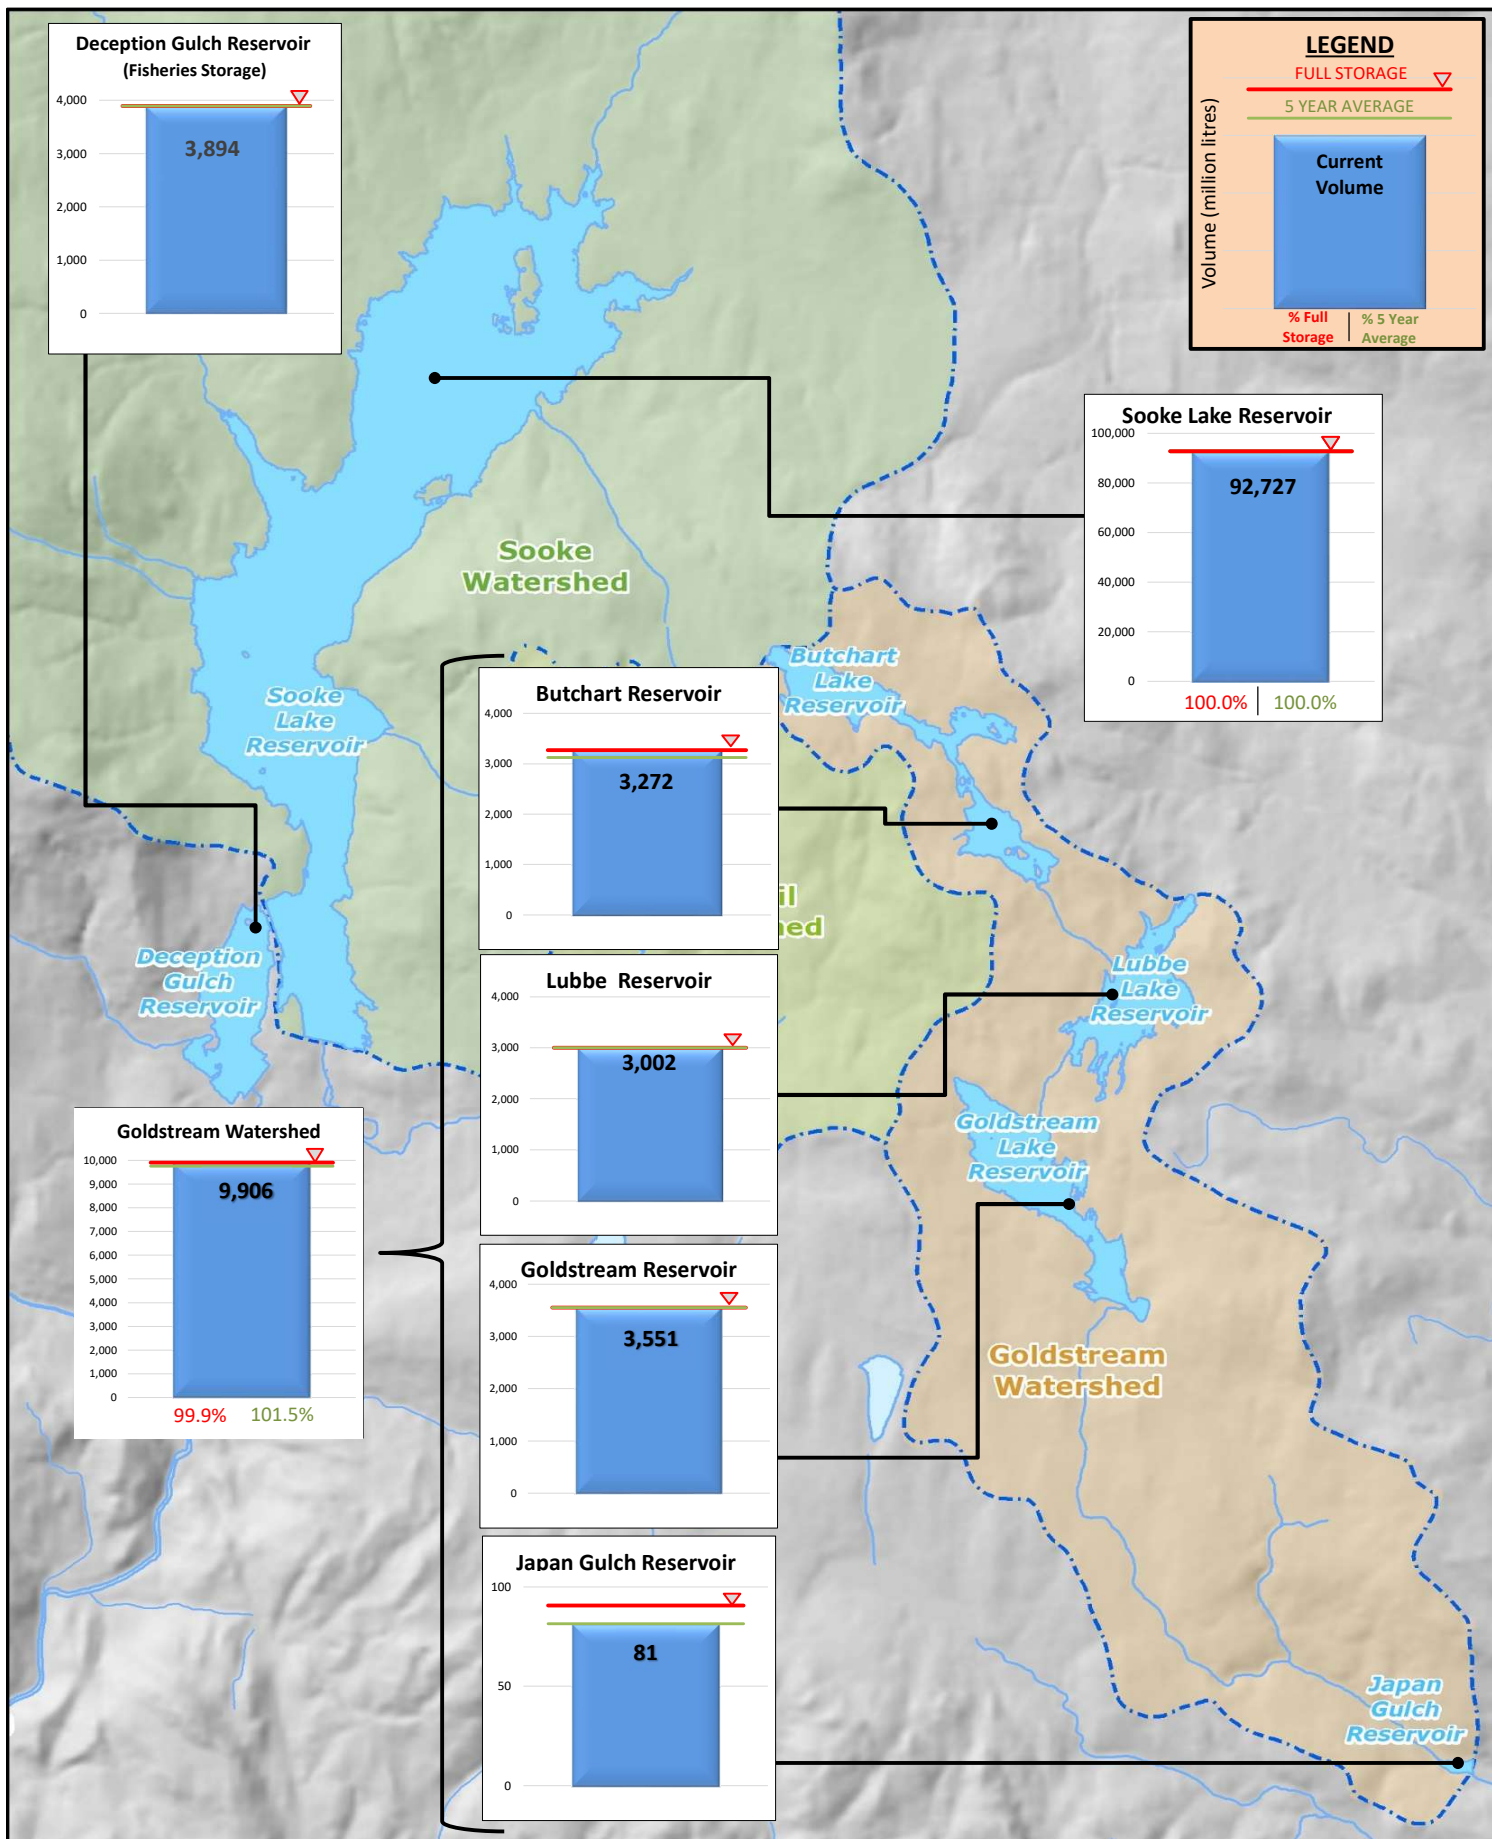 Deception Gulch Reservoir
(Fisheries Storage)
4,000
3,000
2,000
1,000
0
3,894
LEGEND
FULL STORAGE
5 YEAR AVERAGE
Volume (million litres)
Current
Volume
% Full
Storage
% 5 Year
Average
Sooke Lake Reservoir
100,000
80,000
60,000
40,000
20,000
0
92,727
100.0%
100.0%
Sooke
Watershed
Sooke
Lake
Reservoir
Butchart
Lake
Reservoir
Butchart Reservoir
4,000
3,000
2,000
1,000
0
3,272
il
hed
Deception
Gulch
Reservoir
Lubbe
Lake
Reservoir
Lubbe Reservoir
4,000
3,000
2,000
1,000
0
3,002
Goldstream Watershed
10,000
9,000
8,000
7,000
6,000
5,000
4,000
3,000
2,000
1,000
0
9,906
99.9%
101.5%
Goldstream
Lake
Reservoir
Goldstream Reservoir
4,000
3,000
2,000
1,000
0
3,551
Goldstream
Watershed
Japan Gulch Reservoir
100
50
0
81
Japan
Gulch
Reservoir